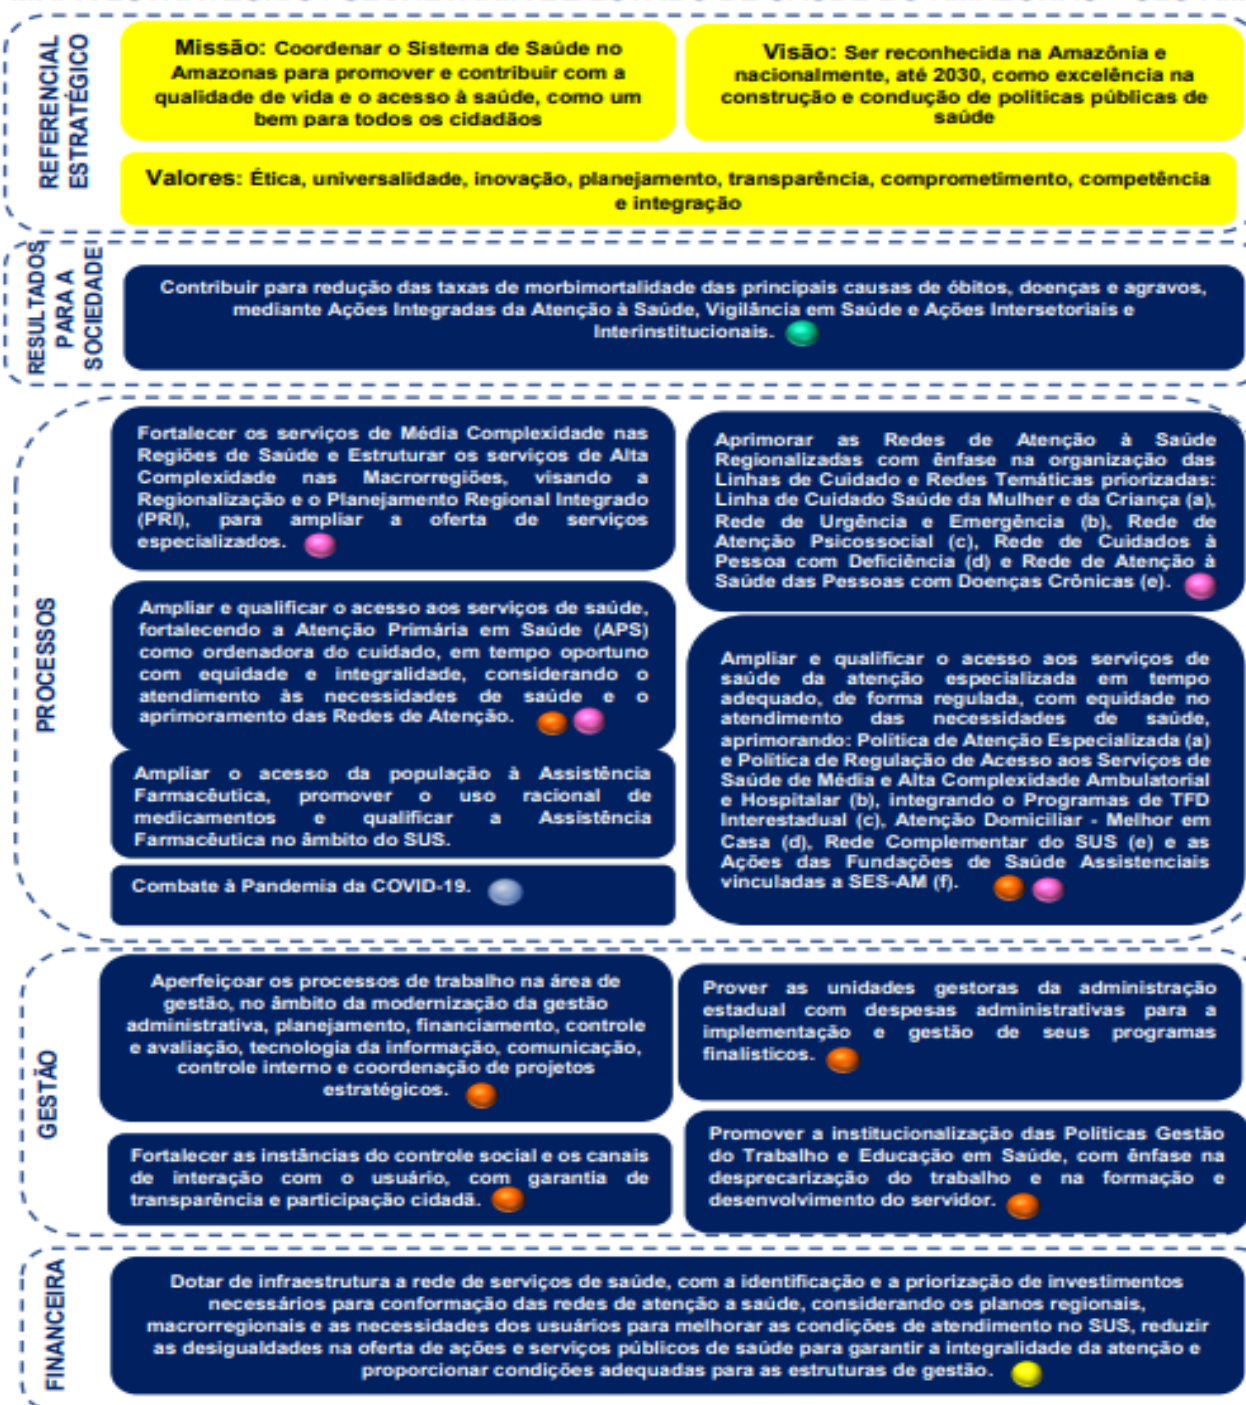 REFERENCIAL
ESTRATÉGICO
Missão: Coordenar o Sistema de Saúde no
Amazonas para promover e contribuir com a
qualidade de vida e o acesso à saúde, como um
bem para todos os cidadãos
Visão: Ser reconhecida na Amazônia e
nacionalmente, até 2030, como excelência na
construção e condução de políticas públicas de
saúde
Valores: Ética, universalidade, inovação, planejamento, transparência, comprometimento, competência
e integração
RESULTADOS
PARA A
SOCIEDADE
Contribuir para redução das taxas de morbimortalidade das principais causas de óbitos, doenças e agravos,
mediante Ações Integradas da Atenção à Saúde, Vigilância em Saúde e Ações Intersetoriais e
Interinstitucionais.
PROCESSOS
Fortalecer os serviços de Média Complexidade nas
Regiões de Saúde e Estruturar os serviços de Alta
Complexidade nas Macrorregiões, visando a
Regionalização e o Planejamento Regional Integrado
(PRI), para ampliar a oferta de serviços
especializados.
Aprimorar as Redes de Atenção à Saúde
Regionalizadas com ênfase na organização das
Linhas de Cuidado e Redes Temáticas priorizadas:
Linha de Cuidado Saúde da Mulher e da Criança (a),
Rede de Urgência e Emergência (b), Rede de
Atenção Psicossocial (c), Rede de Cuidados à
Pessoa com Deficiência (d) e Rede de Atenção à
Saúde das Pessoas com Doenças Crônicas (e).
Ampliar e qualificar o acesso aos serviços de saúde,
fortalecendo a Atenção Primária em Saúde (APS)
como ordenadora do cuidado, em tempo oportuno
com equidade e integralidade, considerando o
atendimento às necessidades de saúde e o
aprimoramento das Redes de Atenção.
Ampliar e qualificar o acesso aos serviços de
saúde da atenção especializada em tempo
adequado, de forma regulada, com equidade no
atendimento das necessidades de saúde,
aprimorando: Política de Atenção Especializada (a)
e Política de Regulação de Acesso aos Serviços de
Saúde de Média e Alta Complexidade Ambulatorial
e Hospitalar (b), integrando o Programas de TFD
Interestadual (c), Atenção Domiciliar - Melhor em
Casa (d), Rede Complementar do SUS (e) e as
Ações das Fundações de Saúde Assistenciais
vinculadas a SES-AM (f).
Ampliar o acesso da população à Assistência
Farmacêutica, promover o uso racional de
medicamentos e qualificar a Assistência
Farmacêutica no âmbito do SUS.
Combate à Pandemia da COVID-19.
GESTÃO
Aperfeiçoar os processos de trabalho na área de
gestão, no âmbito da modernização da gestão
administrativa, planejamento, financiamento, controle
e avaliação, tecnologia da informação, comunicação,
controle interno e coordenação de projetos
estratégicos.
Prover as unidades gestoras da administração
estadual com despesas administrativas para a
implementação e gestão de seus programas
finalísticos.
Fortalecer as instâncias do controle social e os canais
de interação com o usuário, com garantia de
transparência e participação cidadã.
Promover a institucionalização das Políticas Gestão
do Trabalho e Educação em Saúde, com ênfase na
desprecarização do trabalho e na formação e
desenvolvimento do servidor.
FINANCEIRA
Dotar de infraestrutura a rede de serviços de saúde, com a identificação e a priorização de investimentos
necessários para conformação das redes de atenção a saúde, considerando os planos regionais,
macrorregionais e as necessidades dos usuários para melhorar as condições de atendimento no SUS, reduzir
as desigualdades na oferta de ações e serviços públicos de saúde para garantir a integralidade da atenção e
proporcionar condições adequadas para as estruturas de gestão.